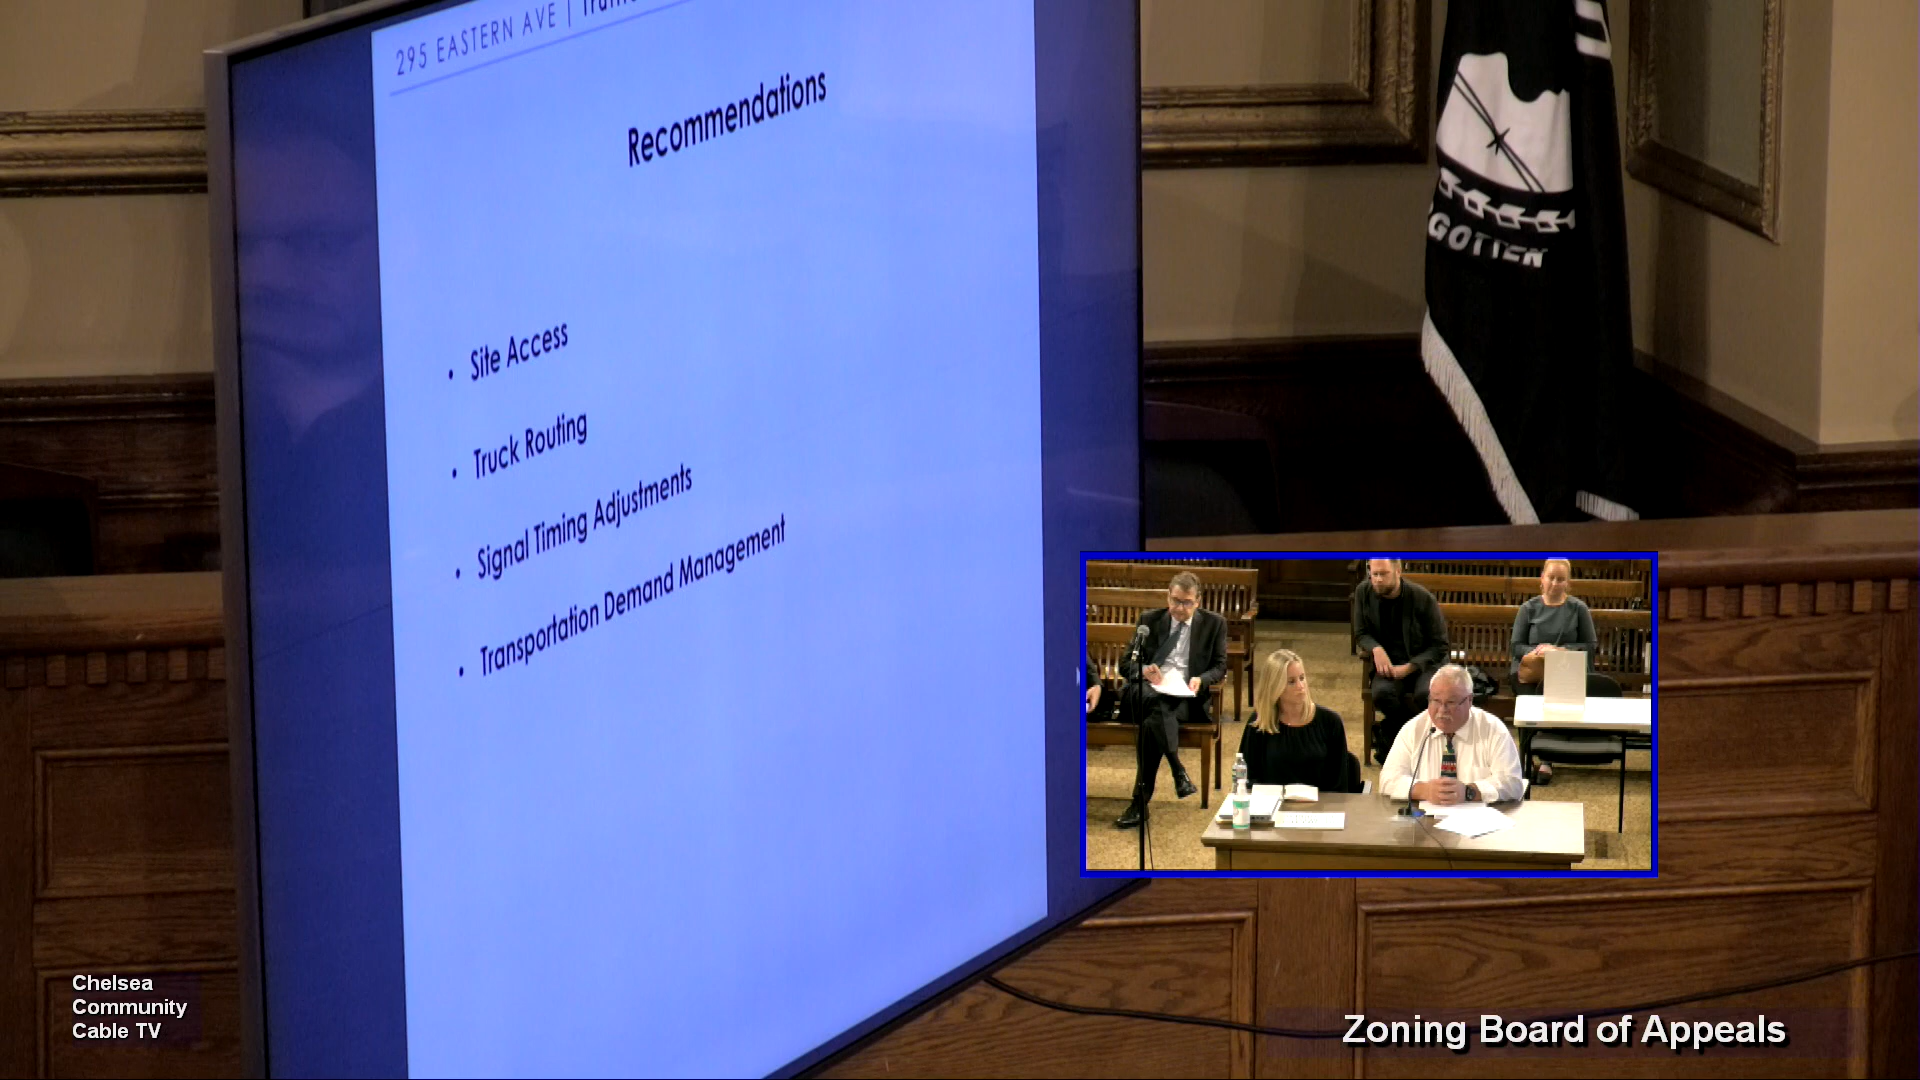 295 EASTERN AVE |
Recommendations
• Site Access
• Truck Routing
• Signal Timing Adjustments
• Transportation Demand Management
Chelsea
Community
Cable TV
Zoning Board of Appeals